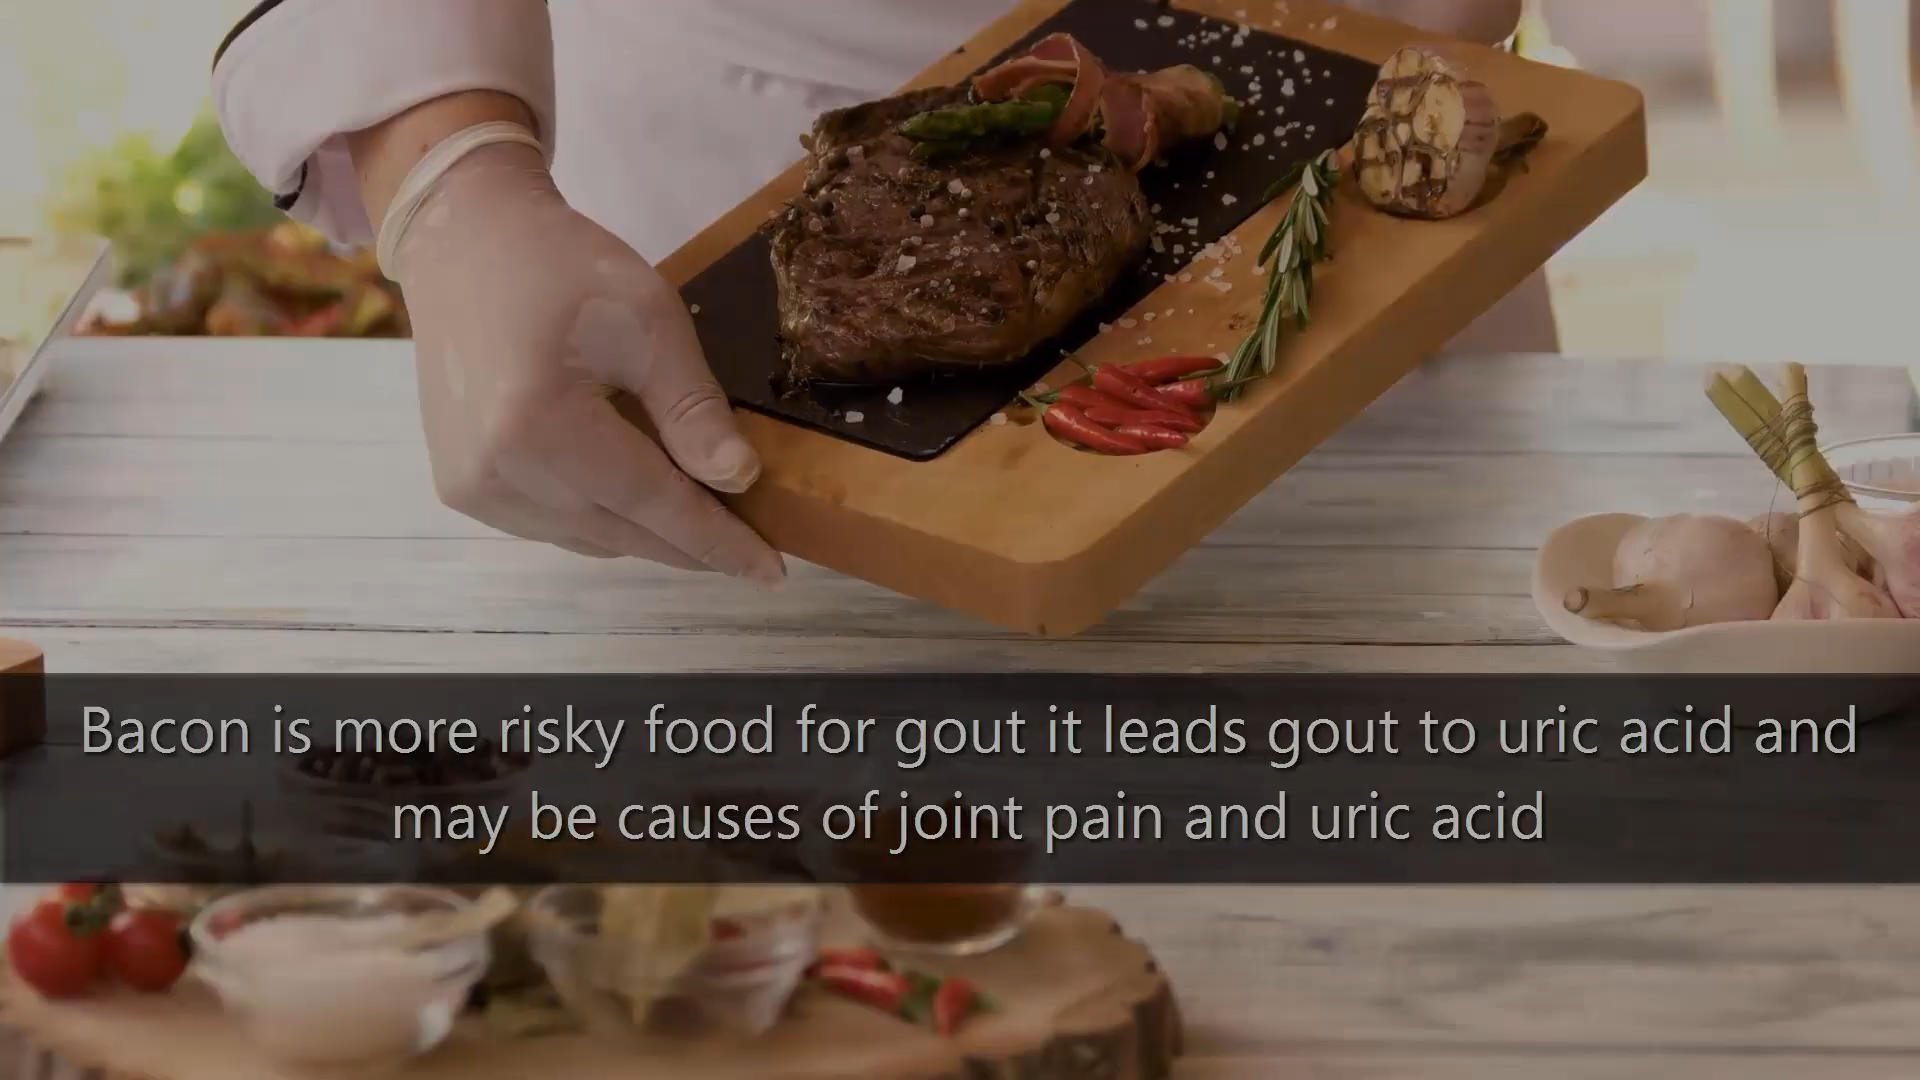 Bacon is more risky food for gout it leads gout to uric acid and
may be causes of joint pain and uric acid